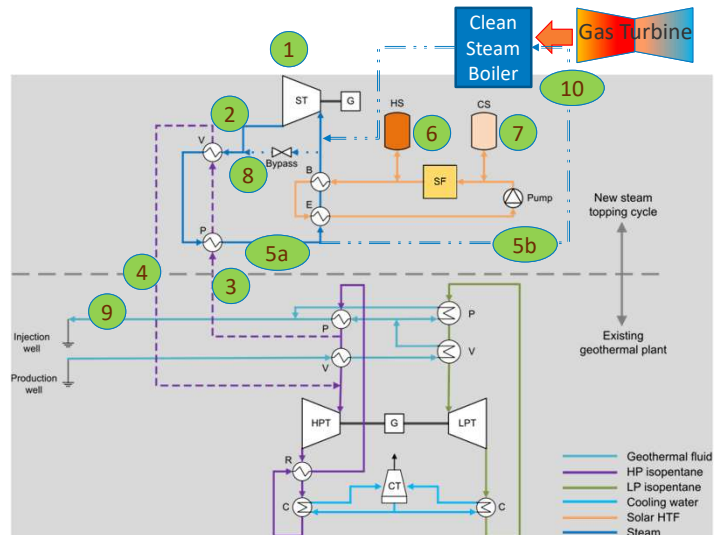 Clean
Steam
Boiler
Gas Turbine
1
10
ST
G
HS
CS
2
6
7
V
8
Bypass
B
SF
E
Pump
New steam
topping cycle
P
5a
5b
4
3
9
P
P
Injection
well
Existing
geothermal plant
V
V
Production
well
HPT
G
LPT
R
CT
C
C
Geothermal fluid
HP isopentane
LP isopentane
Cooling water
Solar HTF
Steam